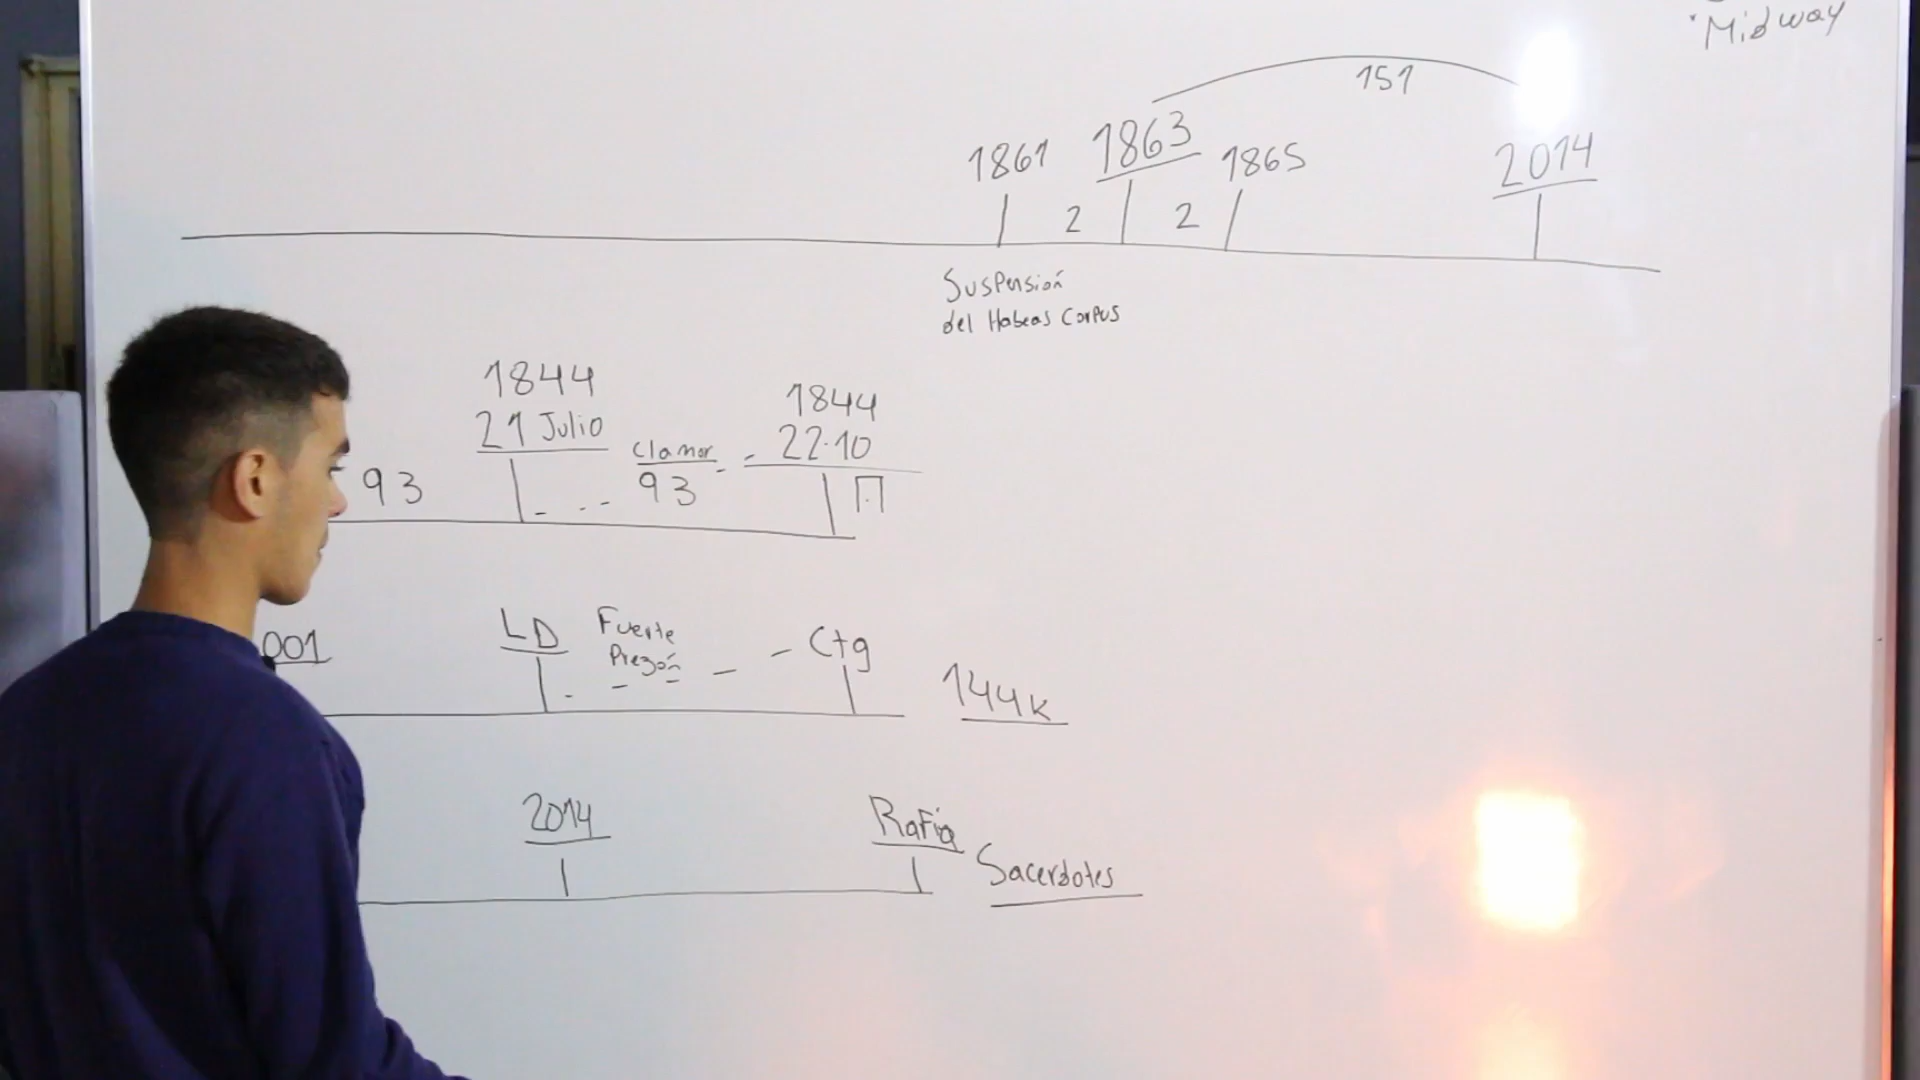 Midway
151
1861 1863 1865 2014
2 2
Suspensión
del Habeas Corpus
1844 1844
21 Julio Clamor 22.10
93 93
001 LD Fuerte Ctg
Pregón
144K
2014 Rafia
Sacerdotes